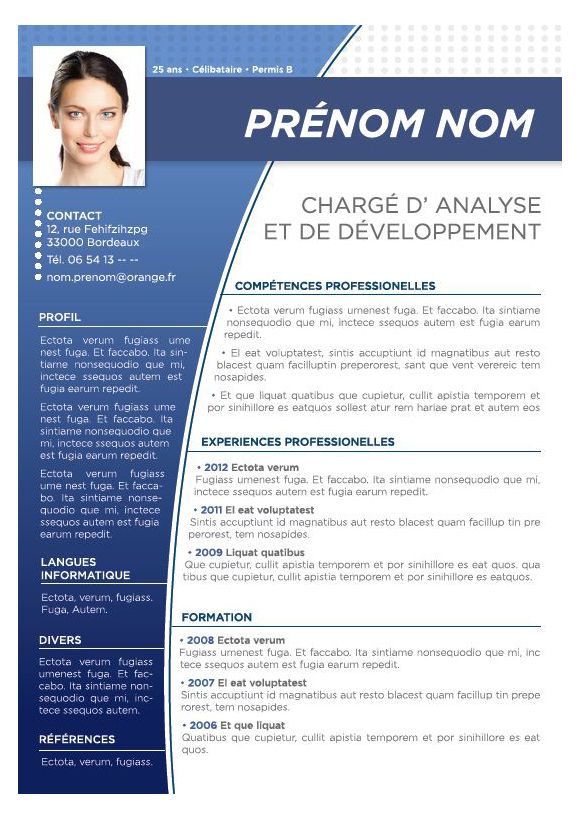 25 ans • Célibataire • Permis B
PRÉNOM NOM
CONTACT
12, rue Fehifzihzpg
33000 Bordeaux
Tél. 06 54 13 -- --
nom.prenom@orange.fr
CHARGÉ D’ ANALYSE
ET DE DÉVELOPPEMENT
PROFIL
Ectota verum fugiass ume
nest fuga. Et faccabo. Ita sin-
tiame nonsequodio que mi,
inctece ssequos autem est
fugia earum repedit.
Ectota verum fugiass ume
nest fuga. Et faccabo. Ita
sintiame nonsequodio que
mi, inctece ssequos autem
est fugia earum repedit.
Ectota verum fugiass
ume nest fuga. Et facca-
bo. Ita sintiame nonse-
quodio que mi, inctece
ssequos autem est fugia
earum repedit.
LANGUES
INFORMATIQUE
Ectota, verum, fugiass.
Fuga, Autem.
DIVERS
Ectota verum fugiass
umenest fuga. Et fac-
cabo. Ita sintiame non-
sequodio que mi, inc-
tece ssequos autem.
RÉFÉRENCES
Ectota, verum, fugiass.
COMPÉTENCES PROFESSIONELLES
• Ectota verum fugiass umenest fuga. Et faccabo. Ita sintiame
nonsequodio que mi, inctece ssequos autem est fugia earum
repedit.
• El eat voluptatest, sintis accuptiunt id magnatibus aut resto
blacest quam facilluptin preperorest, sant que vent verereic tem
nosapides.
• Et que liquat quatibus que cupietur, cullit apistia temporem et
por sinihillore es eatquos sollest atur rem hariae prat et autem eos
EXPERIENCES PROFESSIONELLES
• 2012 Ectota verum
Fugiass umenest fuga. Et faccabo. Ita sintiame nonsequodio que mi,
inctece ssequos autem est fugia earum repedit.
• 2011 El eat voluptatest
Sintis accuptiunt id magnatibus aut resto blacest quam facillup tin pre
perorest, tem nosapides.
• 2009 Liquat quatibus
Que cupietur, cullit apistia temporem et por sinihillore es eat quos. qua
tibus que cupietur, cullit apistia temporem et por sinihillore es eatquos.
FORMATION
• 2008 Ectota verum
Fugiass umenest fuga. Et faccabo. Ita sintiame nonsequodio que mi, inc
tece ssequos autem est fugia earum repedit.
• 2007 El eat voluptatest
Sintis accuptiunt id magnatibus aut resto blacest quam facillup tin prepe
rorest, tem nosapides.
• 2006 Et que liquat
Quatibus que cupietur, cullit apistia temporem et por sinihillore es eat
quos.